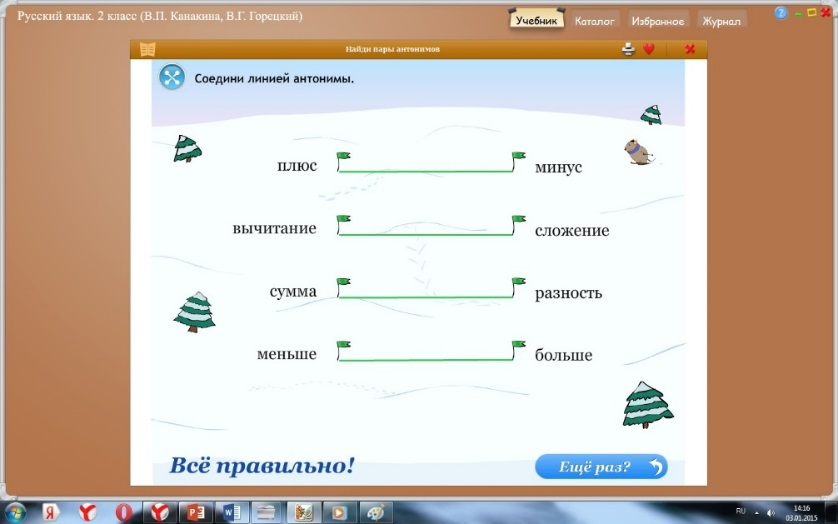 Русский язык. 2 класс (В.П. Канакина, В.Г. Горецкий)
Учебник Каталог Избранное Журнал
Найди пары антонимов
Соедини линией антонимы.
плюс минус
вычитание сложение
сумма разность
меньше больше
Всё правильно! Ещё раз?
RU 14:16
03.01.2015